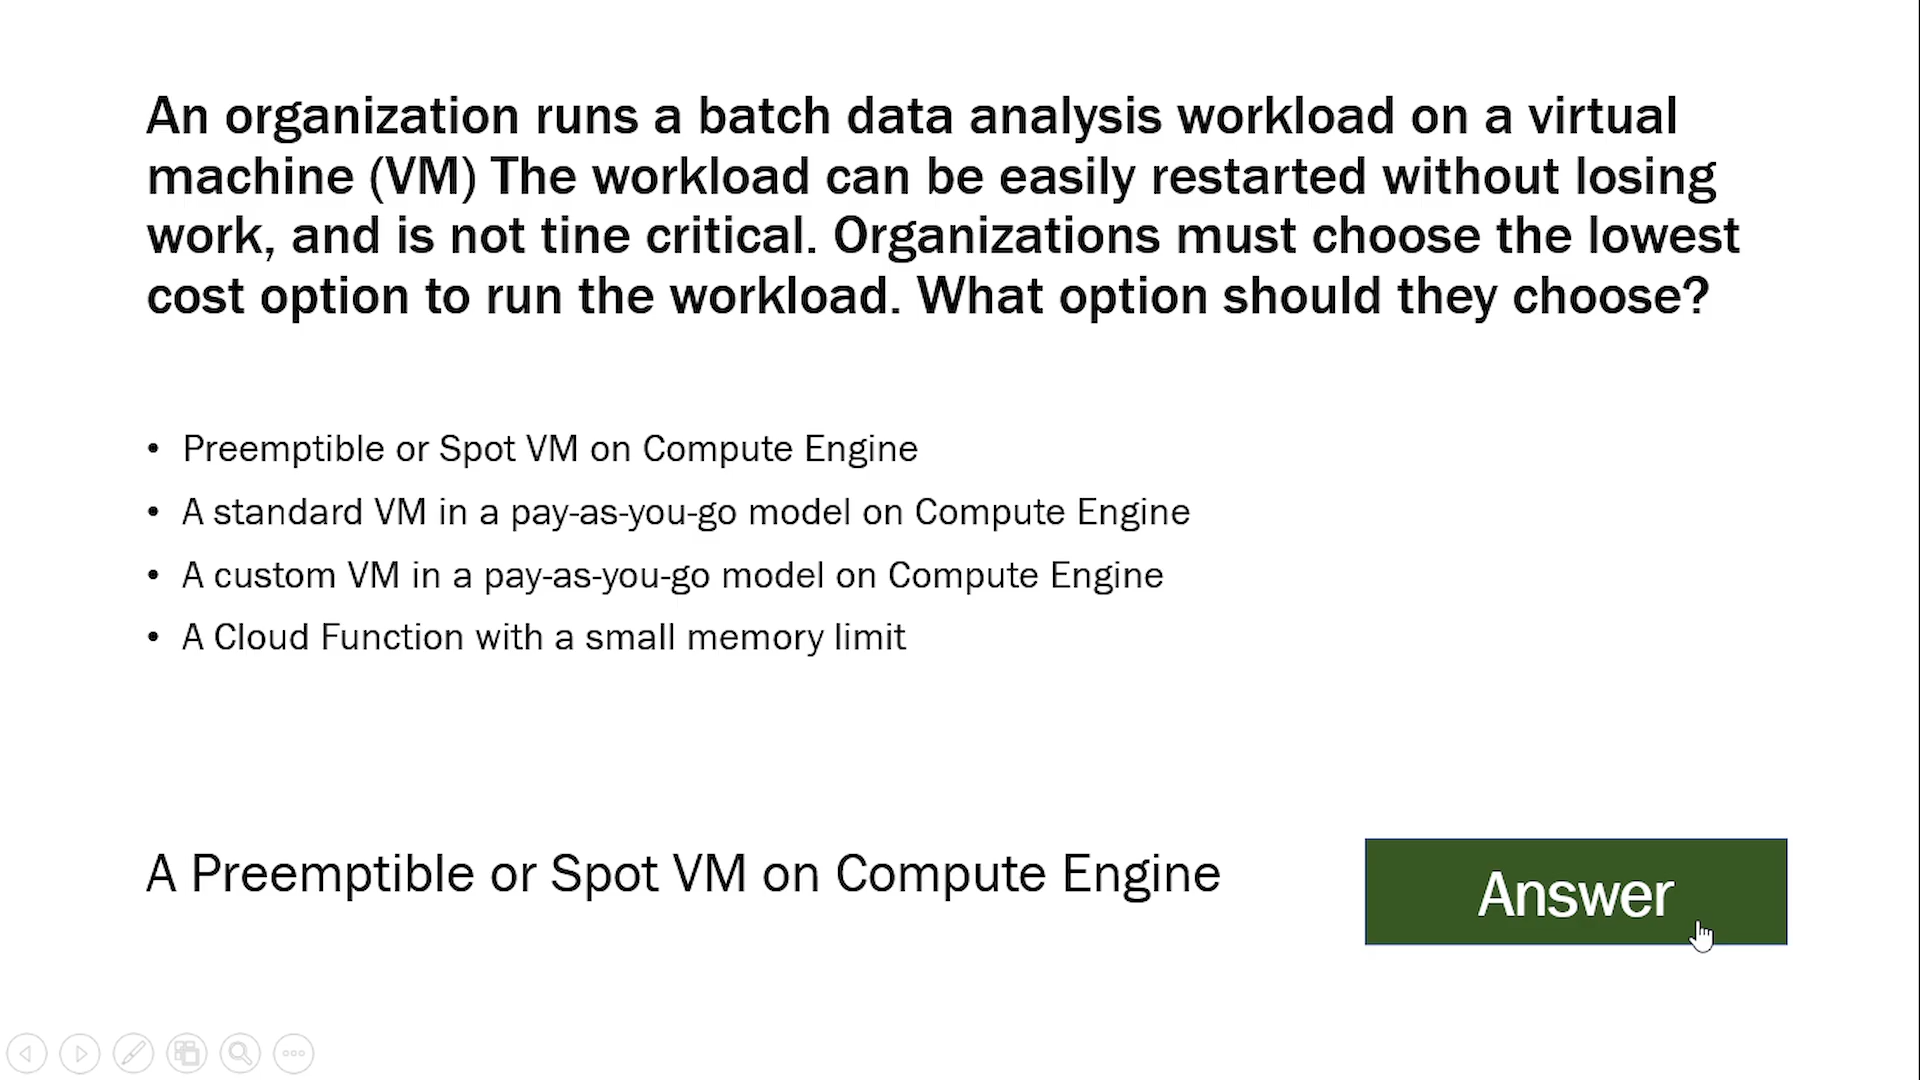 An organization runs a batch data analysis workload on a virtual
machine (VM) The workload can be easily restarted without losing
work, and is not tine critical. Organizations must choose the lowest
cost option to run the workload. What option should they choose?
• Preemptible or Spot VM on Compute Engine
• A standard VM in a pay-as-you-go model on Compute Engine
• A custom VM in a pay-as-you-go model on Compute Engine
• A Cloud Function with a small memory limit
A Preemptible or Spot VM on Compute Engine
Answer